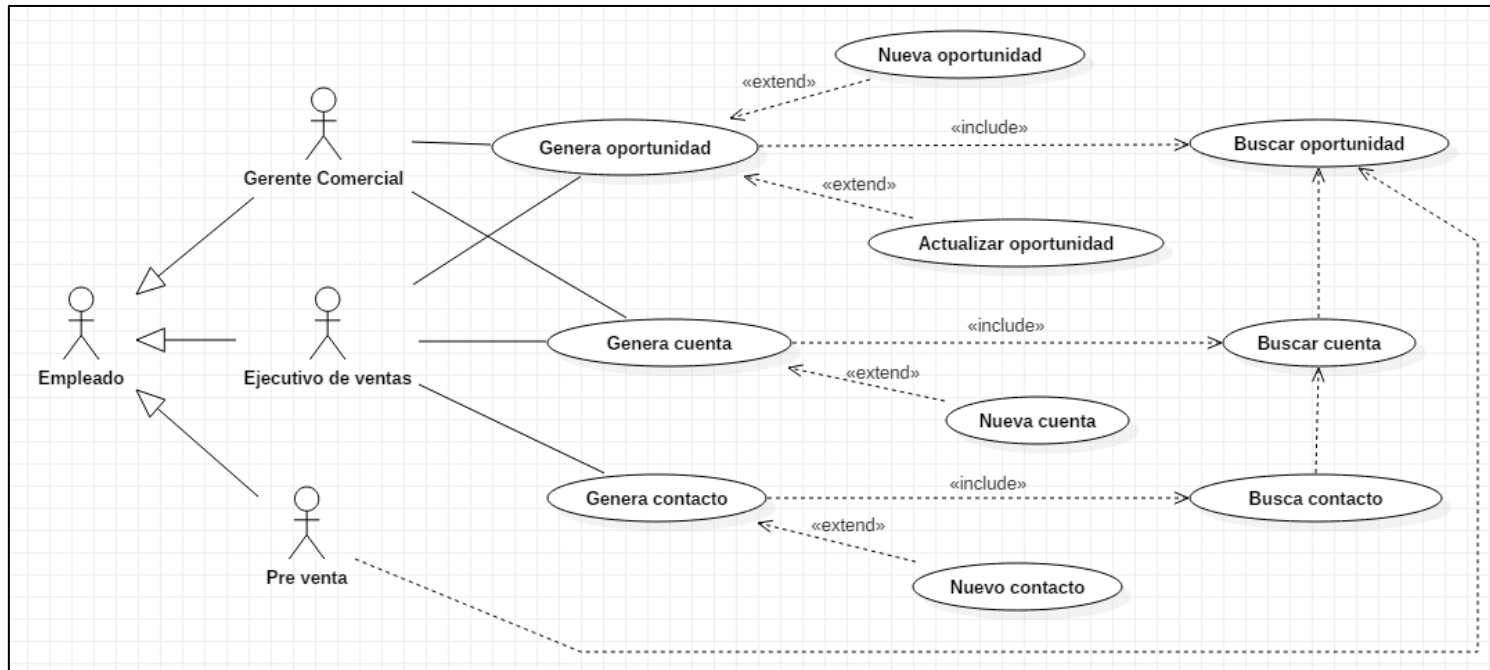 Nueva oportunidad
«extend»
«include»
Genera oportunidad
Buscar oportunidad
Gerente Comercial
«extend»
Actualizar oportunidad
«include»
Genera cuenta
Buscar cuenta
Empleado
Ejecutivo de ventas
«extend»
Nueva cuenta
«include»
Genera contacto
Busca contacto
«extend»
Pre venta
Nuevo contacto